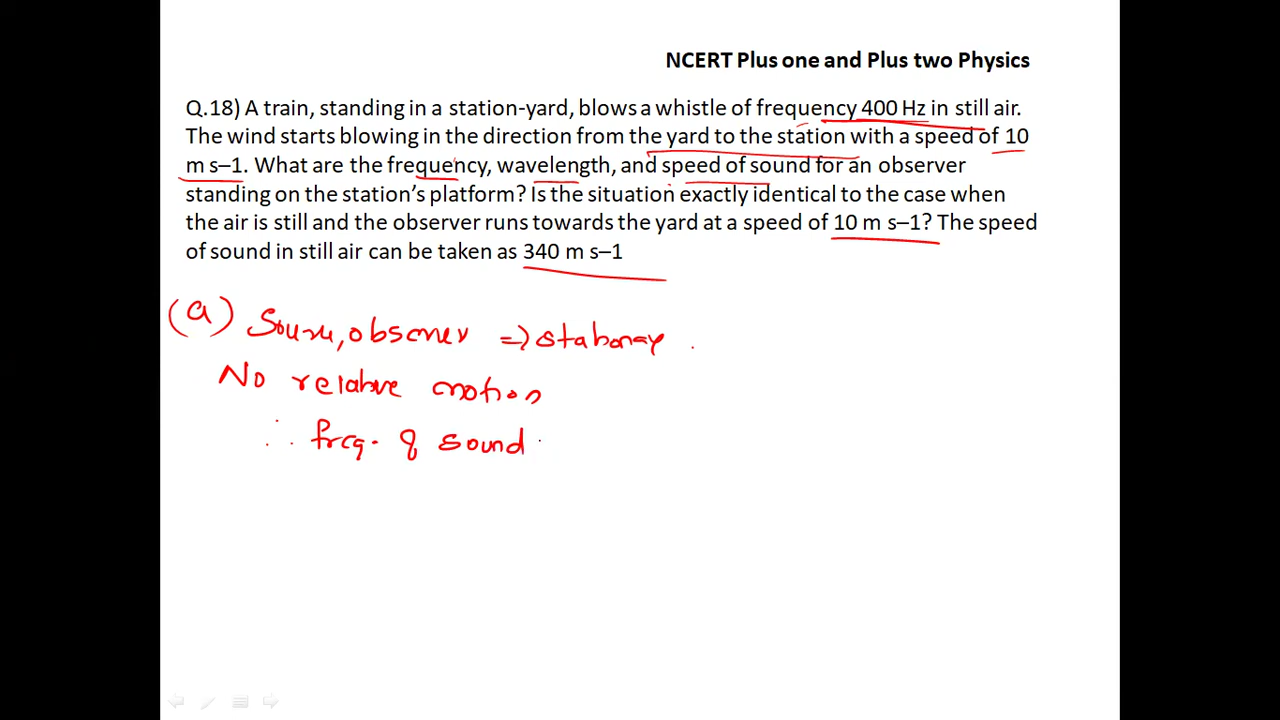 NCERT Plus one and Plus two Physics
Q.18) A train, standing in a station-yard, blows a whistle of frequency 400 Hz in still air.
The wind starts blowing in the direction from the yard to the station with a speed of 10
m s–1. What are the frequency, wavelength, and speed of sound for an observer
standing on the station's platform? Is the situation exactly identical to the case when
the air is still and the observer runs towards the yard at a speed of 10 m s–1? The speed
of sound in still air can be taken as 340 m s–1
(a) Source, observer ⇒ stationary.
No relative motion
∴ freq. of sound